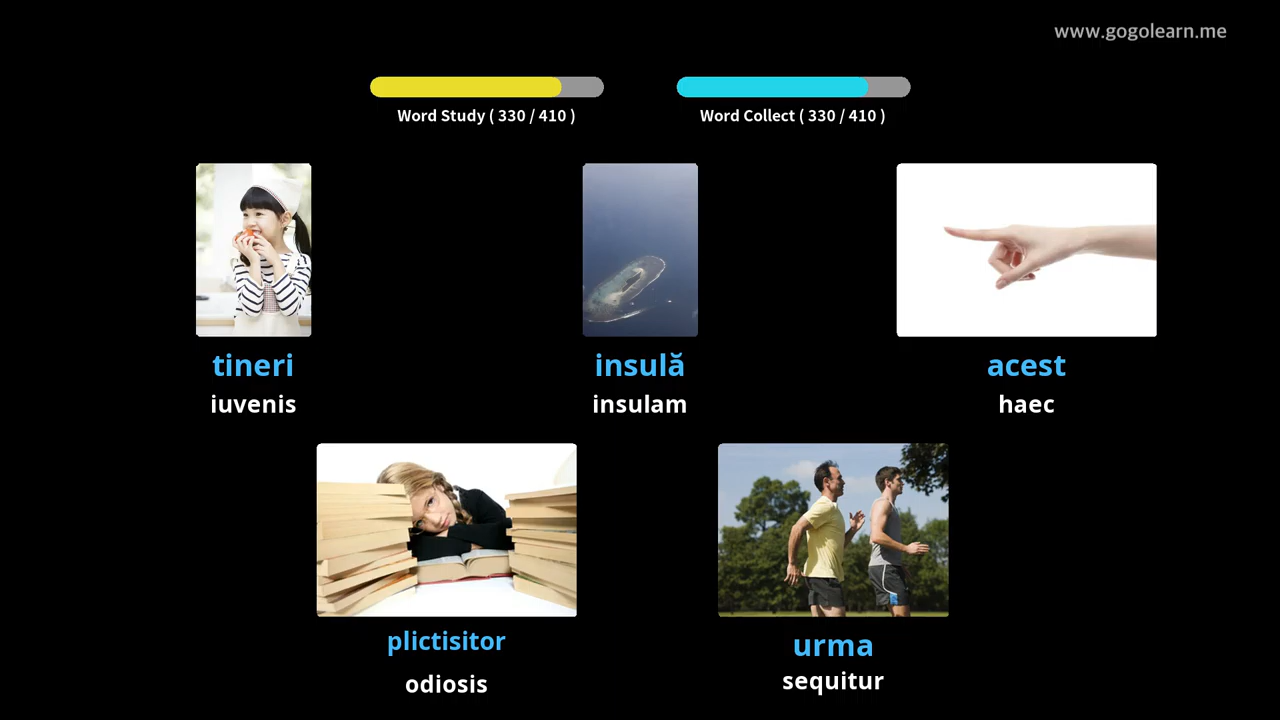 www.gogolearn.me
Word Study ( 330 / 410 )
Word Collect ( 330 / 410 )
tineri
iuvenis
insulă
insulam
acest
haec
plictisitor
odiosis
urma
sequitur